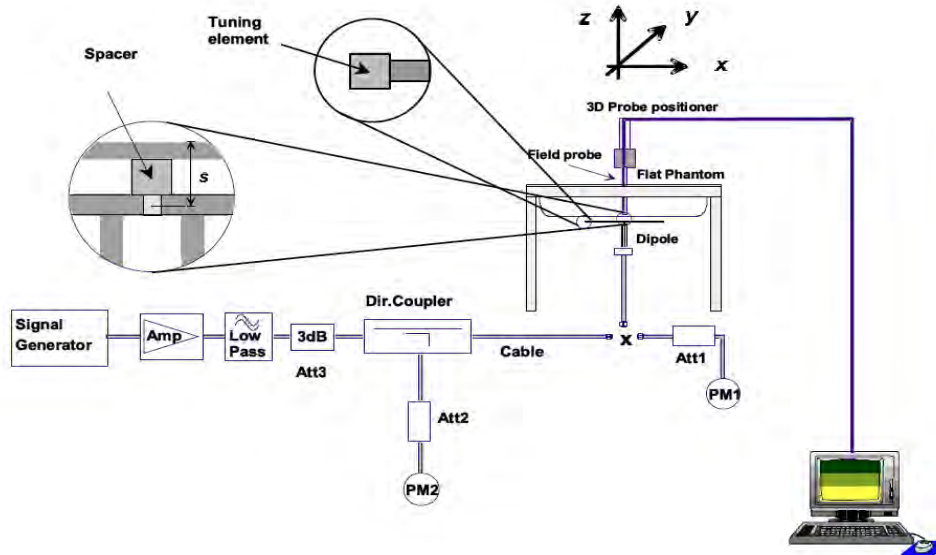 Tuning
element
Spacer
s
z
y
x
3D Probe positioner
Field probe
Flat Phantom
Dipole
Dir.Coupler
Signal
Generator
Amp
Low
Pass
3dB
Att3
Cable
x
Att1
PM1
Att2
PM2